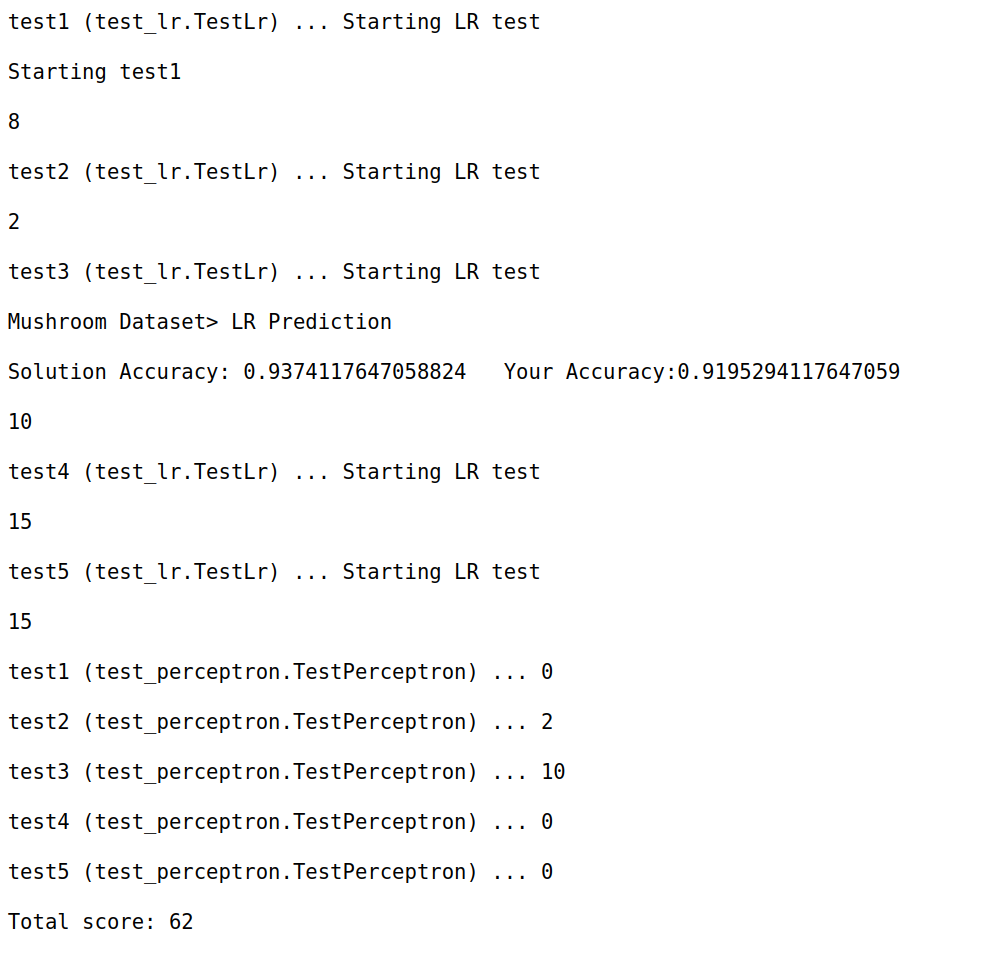 test1 (test_lr.TestLr) ... Starting LR test
Starting test1
8
test2 (test_lr.TestLr) ... Starting LR test
2
test3 (test_lr.TestLr) ... Starting LR test
Mushroom Dataset> LR Prediction
Solution Accuracy: 0.9374117647058824   Your Accuracy:0.9195294117647059
10
test4 (test_lr.TestLr) ... Starting LR test
15
test5 (test_lr.TestLr) ... Starting LR test
15
test1 (test_perceptron.TestPerceptron) ... 0
test2 (test_perceptron.TestPerceptron) ... 2
test3 (test_perceptron.TestPerceptron) ... 10
test4 (test_perceptron.TestPerceptron) ... 0
test5 (test_perceptron.TestPerceptron) ... 0
Total score: 62